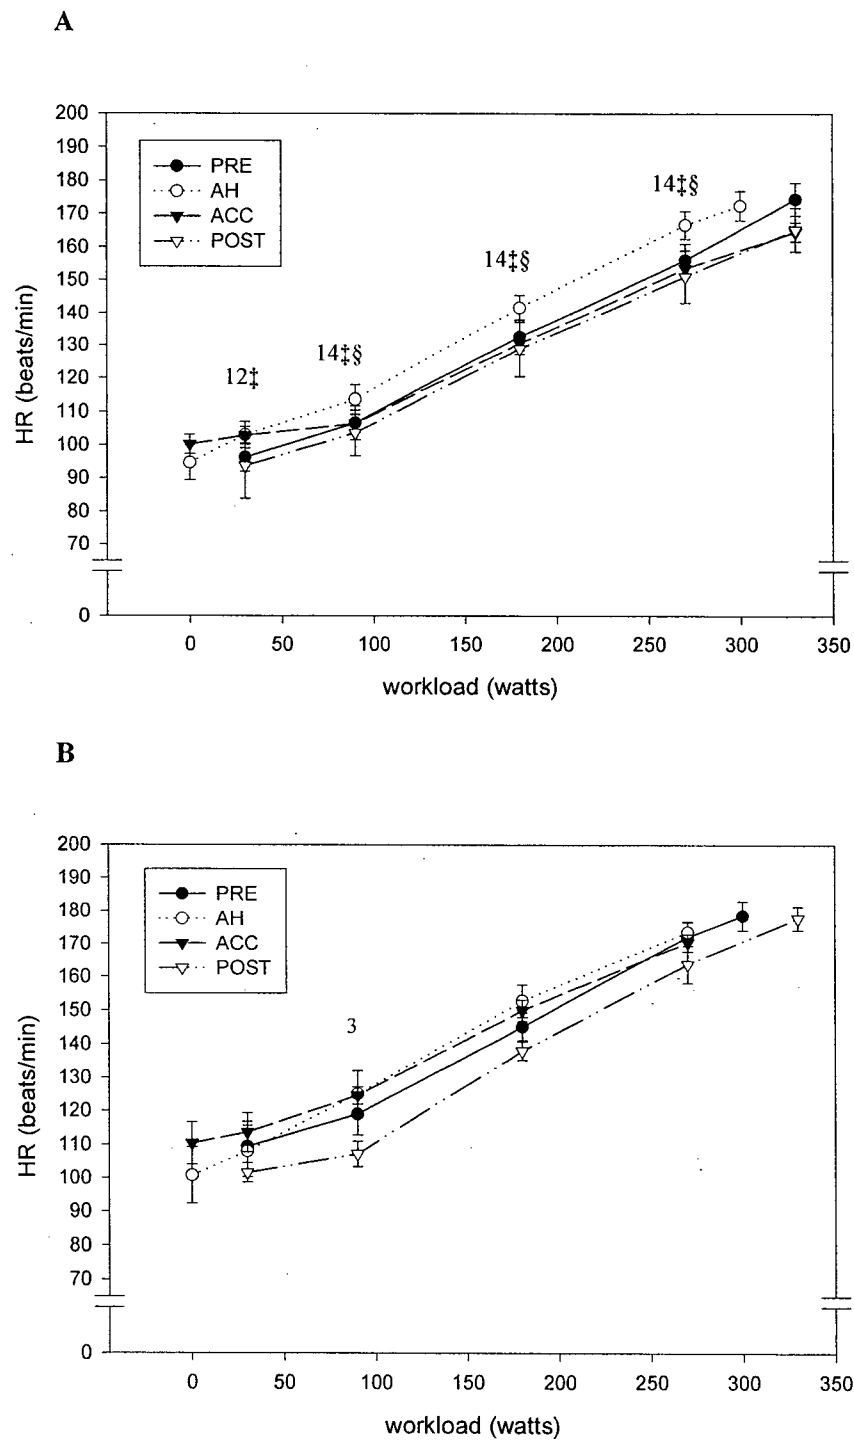 A
200
190
180
170
160
150
140
130
120
110
100
90
80
70
0
HR (beats/min)
PRE
AH
ACC
POST
12‡
14‡§
14‡§
14‡§
0 50 100 150 200 250 300 350
workload (watts)
B
200
190
180
170
160
150
140
130
120
110
100
90
80
70
0
HR (beats/min)
PRE
AH
ACC
POST
3
0 50 100 150 200 250 300 350
workload (watts)